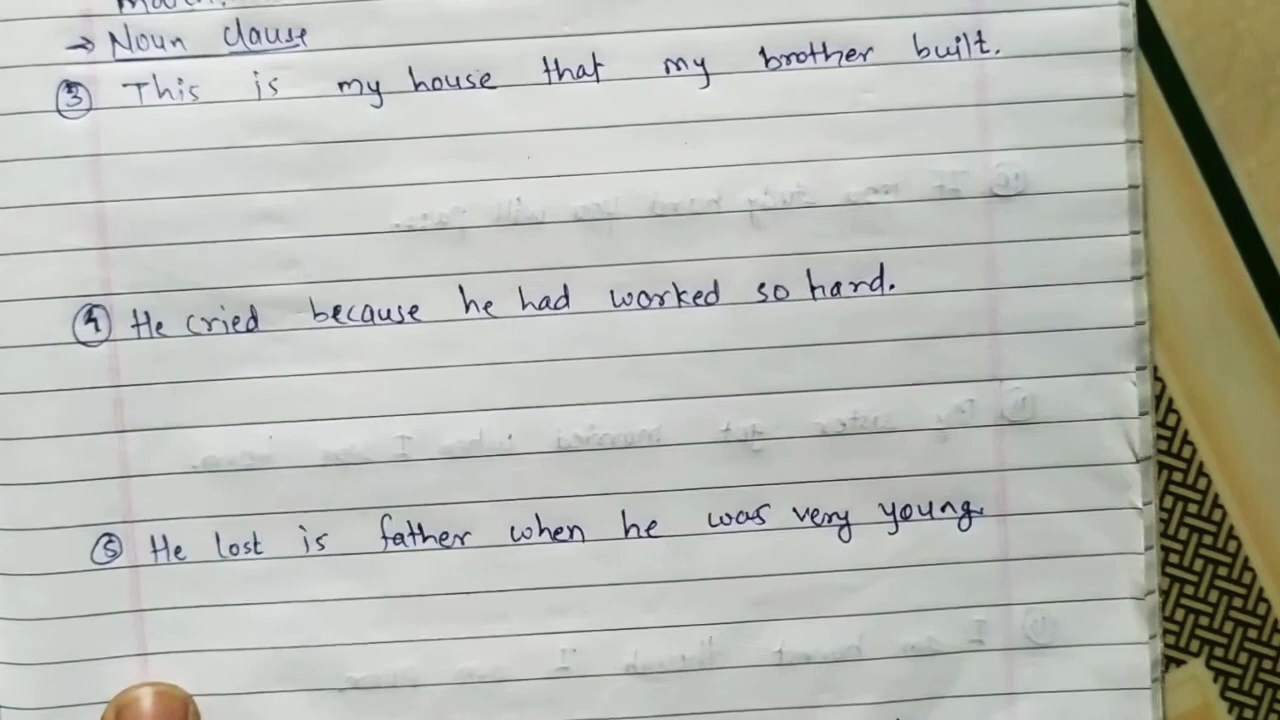 → Noun clause
③ This is my house that my brother built.
④ He cried because he had worked so hard.
⑤ He lost is father when he was very young.